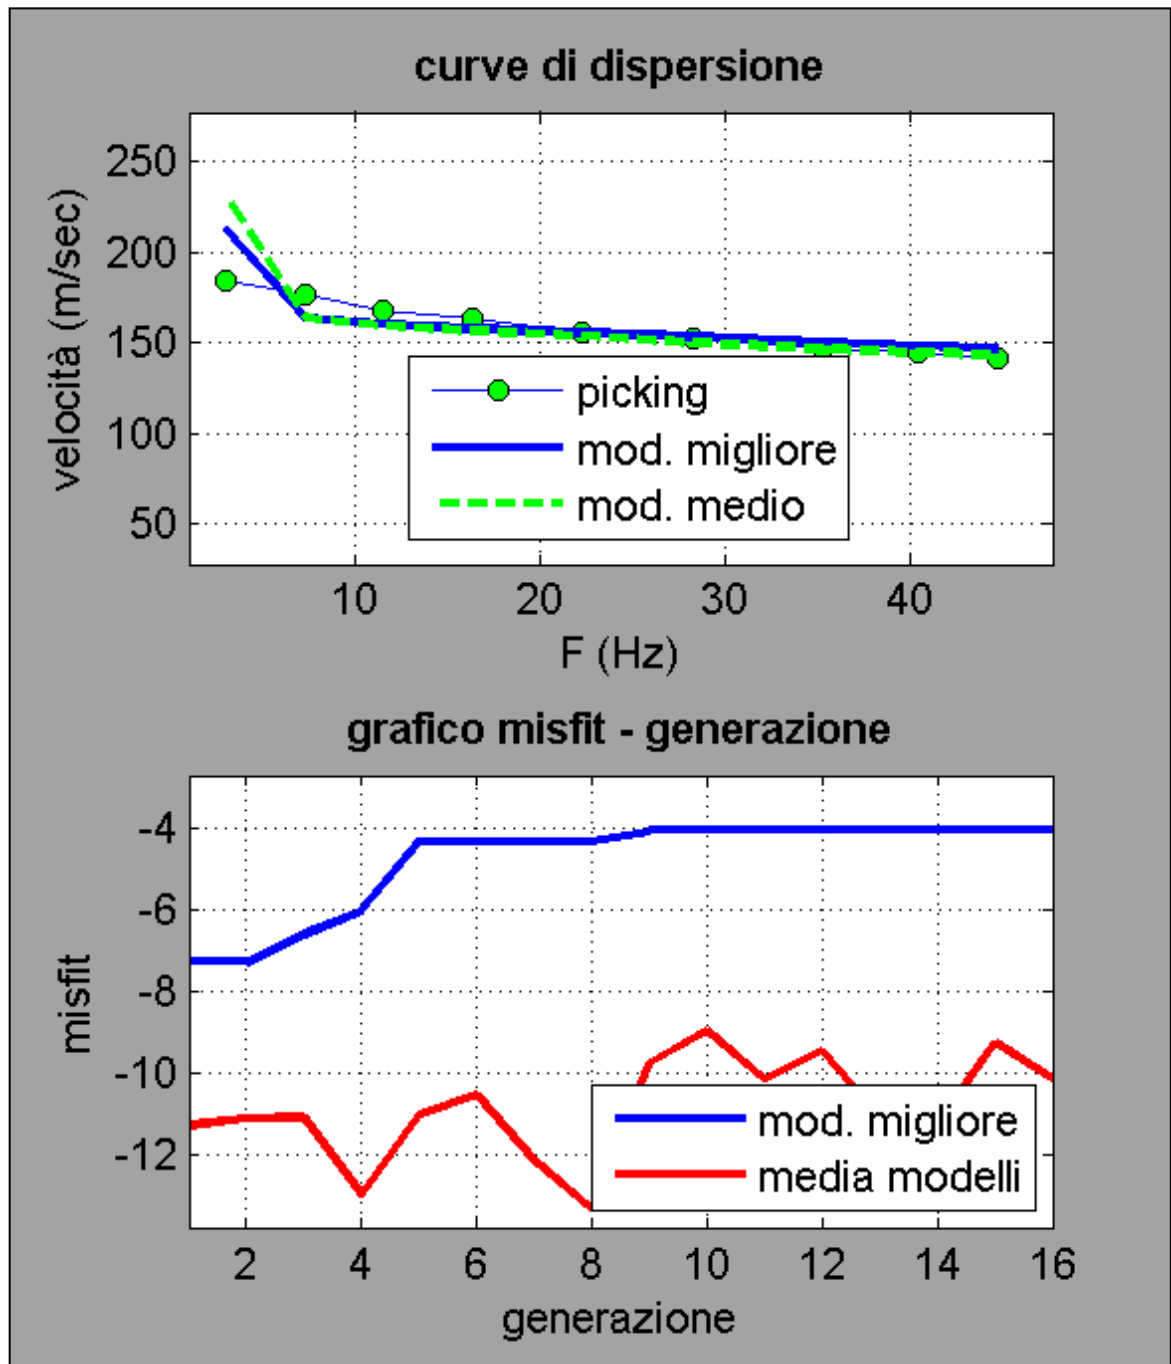 curve di dispersione
velocità (m/sec)
250
200
150
100
50
picking
mod. migliore
mod. medio
10 20 30 40
F (Hz)
grafico misfit - generazione
misfit
-4
-6
-8
-10
-12
mod. migliore
media modelli
2 4 6 8 10 12 14 16
generazione